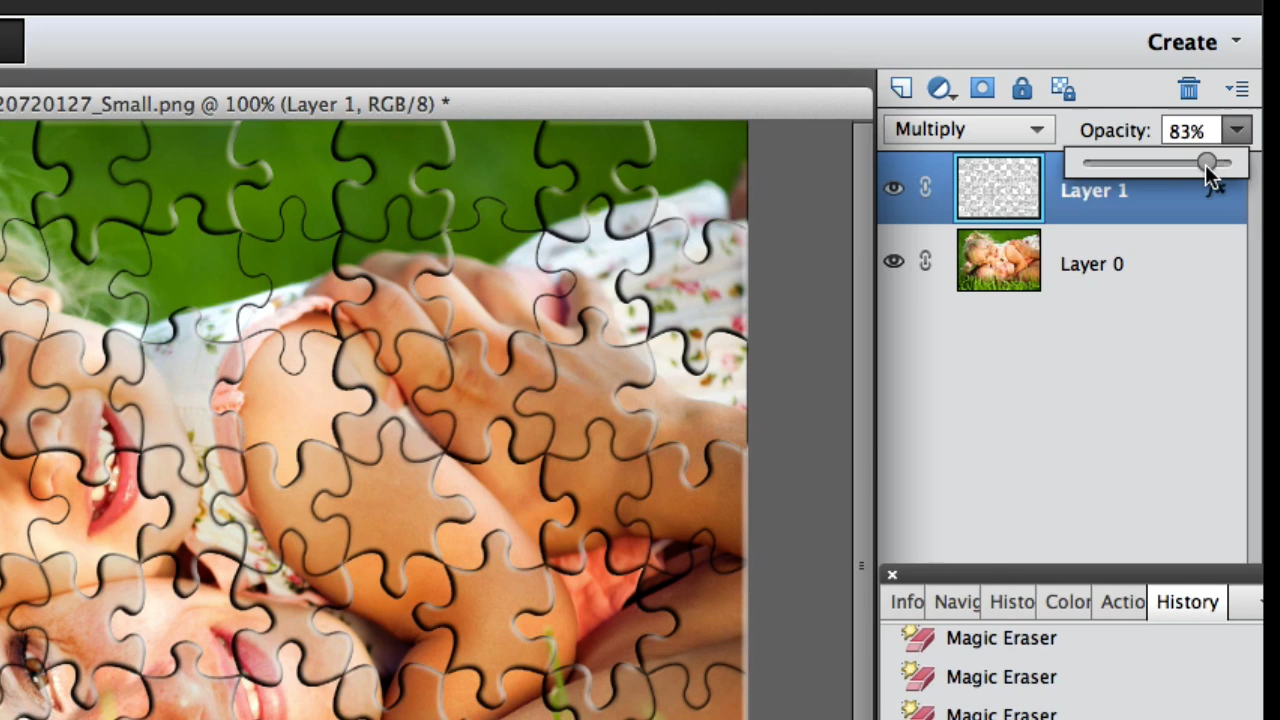 Create
20720127_Small.png @ 100% (Layer 1, RGB/8) *
Multiply Opacity: 83%
Layer 1
Layer 0
Info Navig Histo Color Actio History
Magic Eraser
Magic Eraser
Magic Eraser